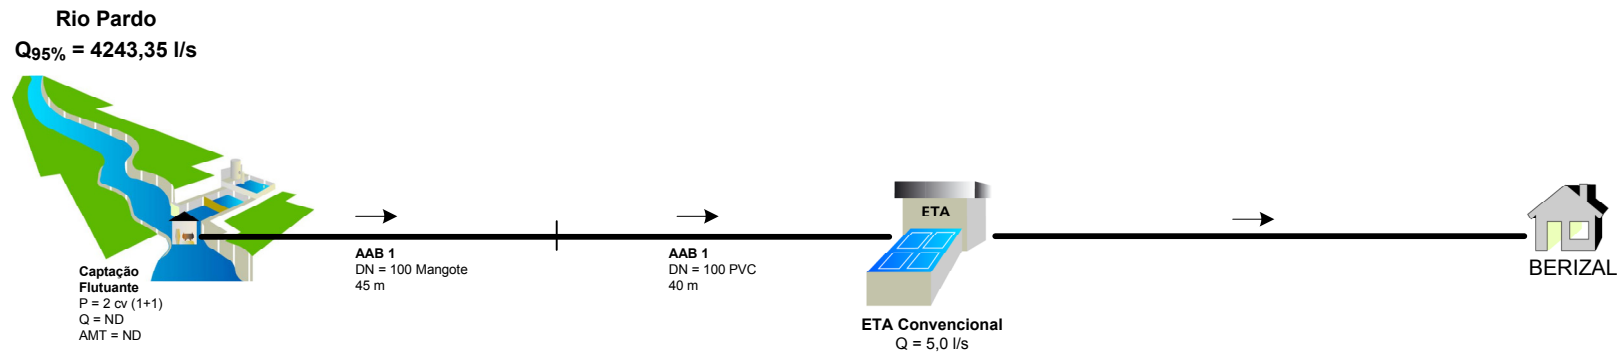 Rio Pardo
Q95% = 4243,35 l/s
Captação
Flutuante
P = 2 cv (1+1)
Q = ND
AMT = ND
AAB 1
DN = 100 Mangote
45 m
AAB 1
DN = 100 PVC
40 m
ETA
ETA Convencional
Q = 5,0 l/s
BERIZAL